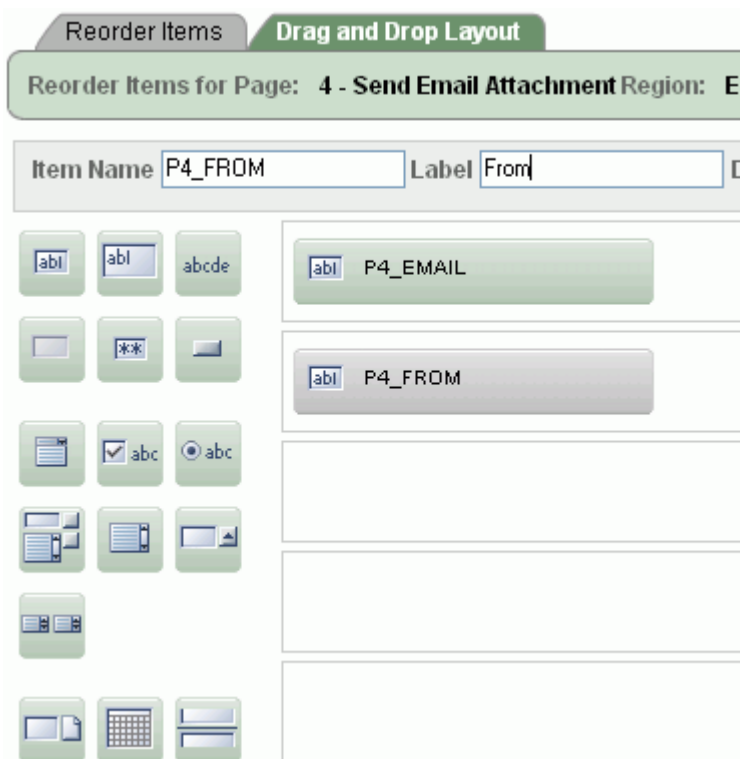 Reorder Items Drag and Drop Layout
Reorder Items for Page: 4 - Send Email Attachment Region: E
Item Name P4_FROM Label From D
abl abl abcde
abl P4_EMAIL
**
abl P4_FROM
abc abc